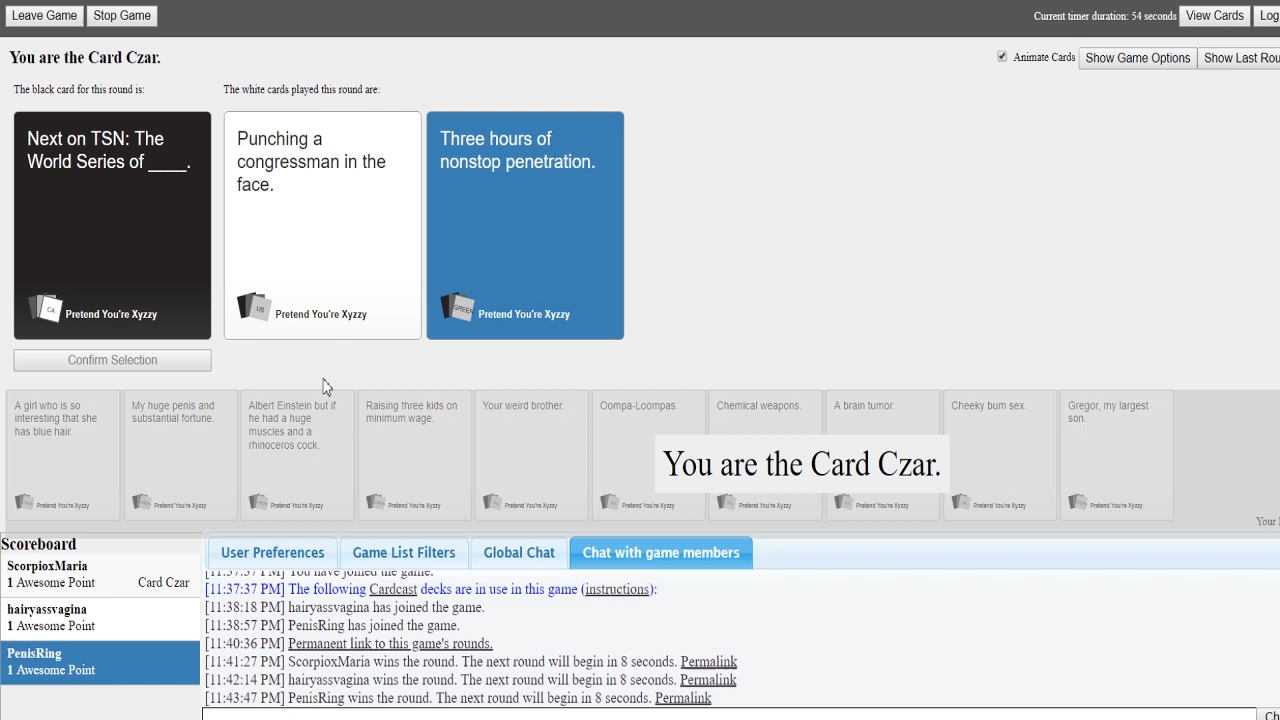 Leave Game Stop Game Current timer duration: 54 seconds View Cards Log
You are the Card Czar. Animate Cards Show Game Options Show Last Rou
The black card for this round is: The white cards played this round are:
Next on TSN: The
World Series of ____.
CA Pretend You're Xyzzy
Punching a
congressman in the
face.
US Pretend You're Xyzzy
Three hours of
nonstop penetration.
GREEN Pretend You're Xyzzy
Confirm Selection
A girl who is so
interesting that she
has blue hair.
Pretend You're Xyzzy
My huge penis and
substantial fortune.
Pretend You're Xyzzy
Albert Einstein but if
he had a huge
muscles and a
rhinoceros cock.
Pretend You're Xyzzy
Raising three kids on
minimum wage.
Pretend You're Xyzzy
Your weird brother.
Pretend You're Xyzzy
Oompa-Loompas.
Pretend You're Xyzzy
Chemical weapons.
Pretend You're Xyzzy
A brain tumor.
Pretend You're Xyzzy
Cheeky bum sex.
Pretend You're Xyzzy
Gregor, my largest
son.
Pretend You're Xyzzy
You are the Card Czar.
Your
Scoreboard
ScorpioxMaria
1 Awesome Point Card Czar
hairyassvagina
1 Awesome Point
PenisRing
1 Awesome Point
User Preferences Game List Filters Global Chat Chat with game members
[11:37:37 PM] You have joined the game.
[11:37:37 PM] The following Cardcast decks are in use in this game (instructions):
[11:38:18 PM] hairyassvagina has joined the game.
[11:38:57 PM] PenisRing has joined the game.
[11:40:36 PM] Permanent link to this game's rounds.
[11:41:27 PM] ScorpioxMaria wins the round. The next round will begin in 8 seconds. Permalink
[11:42:14 PM] hairyassvagina wins the round. The next round will begin in 8 seconds. Permalink
[11:43:47 PM] PenisRing wins the round. The next round will begin in 8 seconds. Permalink
Ch